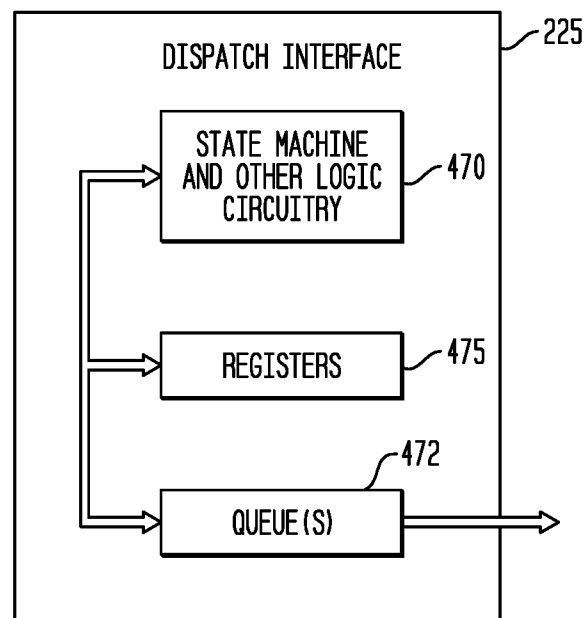 225
DISPATCH INTERFACE
STATE MACHINE
AND OTHER LOGIC
CIRCUITRY
470
REGISTERS
475
472
QUEUE(S)